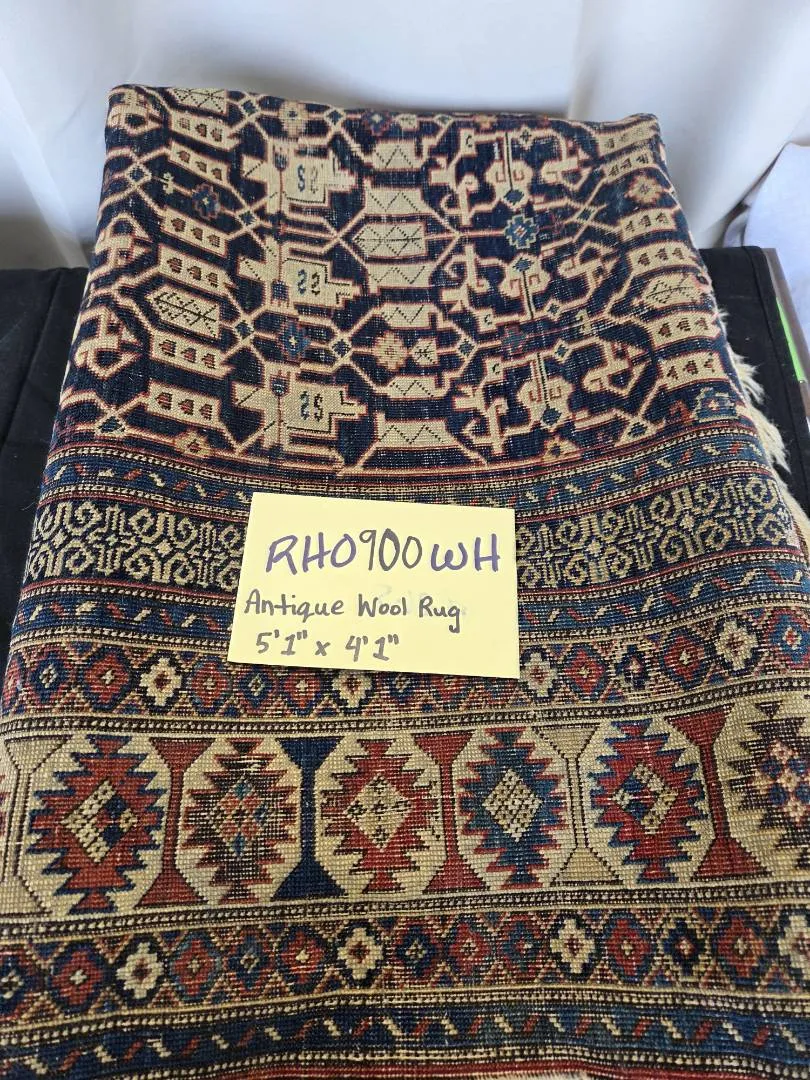 RH0900WH
Antique Wool Rug
5'1" x 4'1"